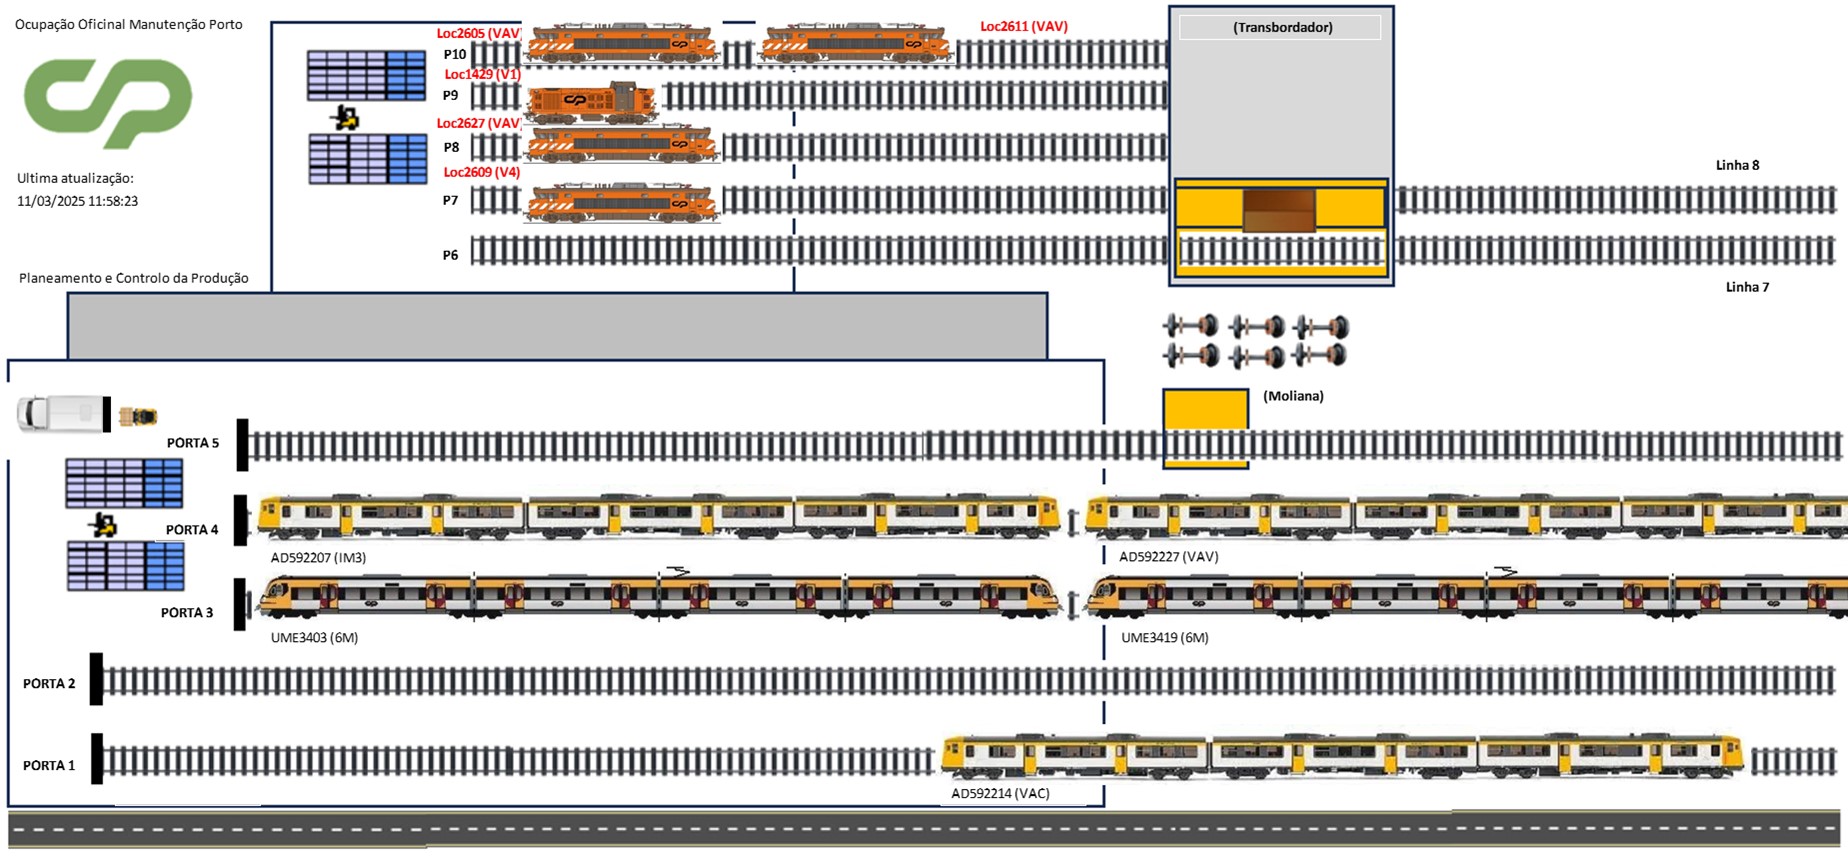 Ocupação Oficinal Manutenção Porto
CP
Ultima atualização:
11/03/2025 11:58:23
Planeamento e Controlo da Produção
Loc2605 (VAV)
Loc2611 (VAV)
P10
Loc1429 (V1)
P9
Loc2627 (VAV)
P8
Loc2609 (V4)
P7
P6
(Transbordador)
Linha 8
Linha 7
(Moliana)
PORTA 5
PORTA 4
AD592207 (IM3)
AD592227 (VAV)
PORTA 3
UME3403 (6M)
UME3419 (6M)
PORTA 2
PORTA 1
AD592214 (VAC)